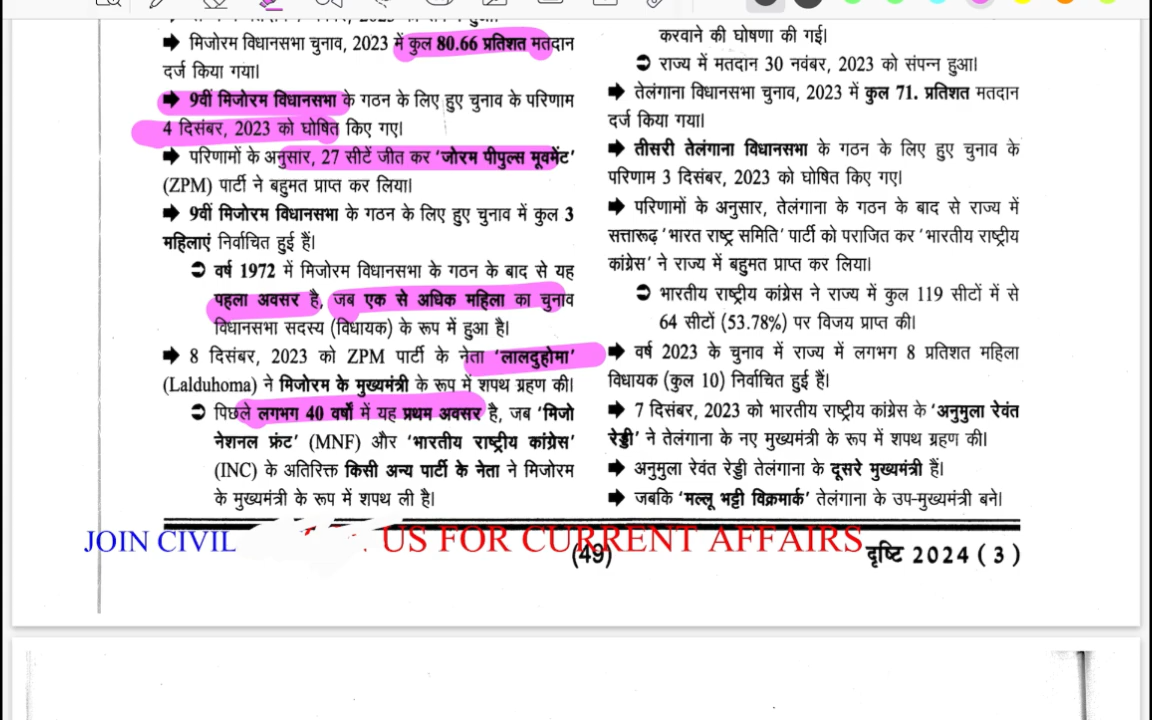 ➡ मिजोरम विधानसभा चुनाव, 2023 में कुल 80.66 प्रतिशत मतदान
दर्ज किया गया।
➡ 9वीं मिजोरम विधानसभा के गठन के लिए हुए चुनाव के परिणाम
4 दिसंबर, 2023 को घोषित किए गए।
➡ परिणामों के अनुसार, 27 सीटें जीत कर 'जोरम पीपुल्स मूवमेंट'
(ZPM) पार्टी ने बहुमत प्राप्त कर लिया।
➡ 9वीं मिजोरम विधानसभा के गठन के लिए हुए चुनाव में कुल 3
महिलाएं निर्वाचित हुई हैं।
➲ वर्ष 1972 में मिजोरम विधानसभा के गठन के बाद से यह
पहला अवसर है, जब एक से अधिक महिला का चुनाव
विधानसभा सदस्य (विधायक) के रूप में हुआ है।
➡ 8 दिसंबर, 2023 को ZPM पार्टी के नेता 'लालदुहोमा'
(Lalduhoma) ने मिजोरम के मुख्यमंत्री के रूप में शपथ ग्रहण की।
➲ पिछले लगभग 40 वर्षों में यह प्रथम अवसर है, जब 'मिजो
नेशनल फ्रंट' (MNF) और 'भारतीय राष्ट्रीय कांग्रेस'
(INC) के अतिरिक्त किसी अन्य पार्टी के नेता ने मिजोरम
के मुख्यमंत्री के रूप में शपथ ली है।
करवाने की घोषणा की गई।
➲ राज्य में मतदान 30 नवंबर, 2023 को संपन्न हुआ।
➡ तेलंगाना विधानसभा चुनाव, 2023 में कुल 71. प्रतिशत मतदान
दर्ज किया गया।
➡ तीसरी तेलंगाना विधानसभा के गठन के लिए हुए चुनाव के
परिणाम 3 दिसंबर, 2023 को घोषित किए गए।
➡ परिणामों के अनुसार, तेलंगाना के गठन के बाद से राज्य में
सत्तारूढ़ 'भारत राष्ट्र समिति' पार्टी को पराजित कर 'भारतीय राष्ट्रीय
कांग्रेस' ने राज्य में बहुमत प्राप्त कर लिया।
➲ भारतीय राष्ट्रीय कांग्रेस ने राज्य में कुल 119 सीटों में से
64 सीटों (53.78%) पर विजय प्राप्त की।
➡ वर्ष 2023 के चुनाव में राज्य में लगभग 8 प्रतिशत महिला
विधायक (कुल 10) निर्वाचित हुई हैं।
➡ 7 दिसंबर, 2023 को भारतीय राष्ट्रीय कांग्रेस के 'अनुमुला रेवंत
रेड्डी' ने तेलंगाना के नए मुख्यमंत्री के रूप में शपथ ग्रहण की।
➡ अनुमुला रेवंत रेड्डी तेलंगाना के दूसरे मुख्यमंत्री हैं।
➡ जबकि 'मल्लू भट्टी विक्रमार्क' तेलंगाना के उप-मुख्यमंत्री बने।
JOIN CIVIL US FOR CURRENT AFFAIRS
(49)
दृष्टि 2024 ( 3 )